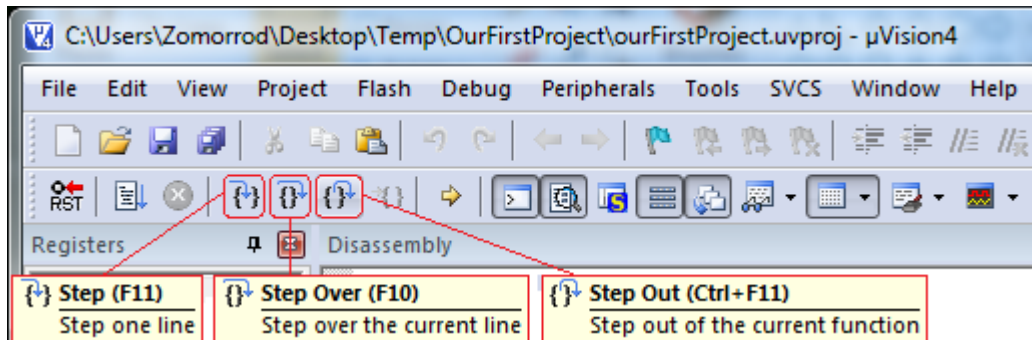 C:\Users\Zomorrod\Desktop\Temp\OurFirstProject\ourFirstProject.uvproj - µVision4
File Edit View Project Flash Debug Peripherals Tools SVCS Window Help
RST
Registers
Disassembly
{} Step (F11)
Step one line
{} Step Over (F10)
Step over the current line
{} Step Out (Ctrl+F11)
Step out of the current function